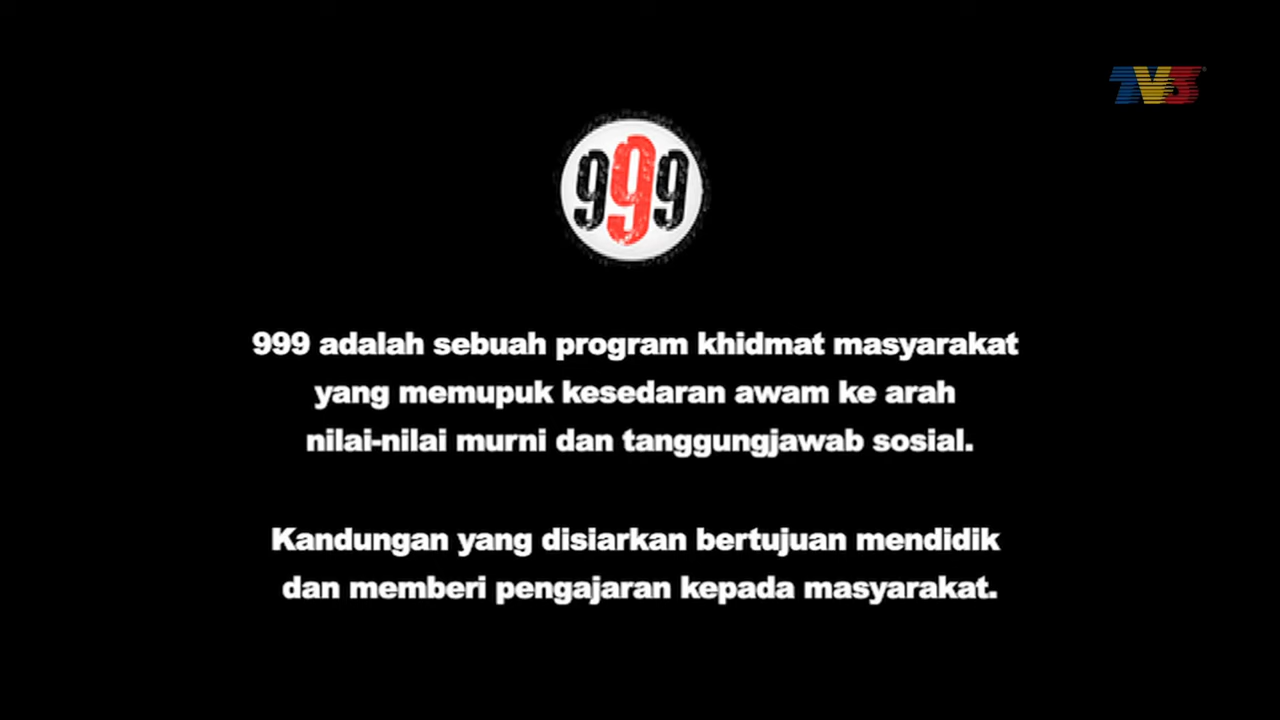 TV3
999
999 adalah sebuah program khidmat masyarakat
yang memupuk kesedaran awam ke arah
nilai-nilai murni dan tanggungjawab sosial.
Kandungan yang disiarkan bertujuan mendidik
dan memberi pengajaran kepada masyarakat.